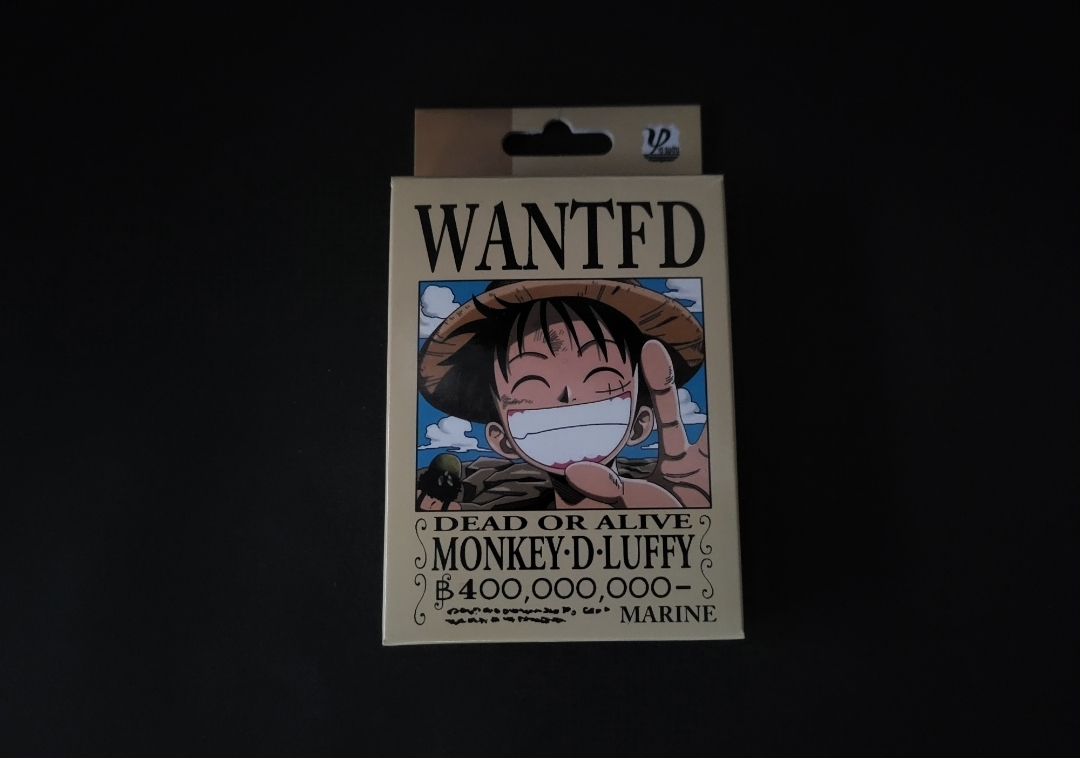 WANTFD
DEAD OR ALIVE
MONKEY·D·LUFFY
฿400,000,000-
MARINE